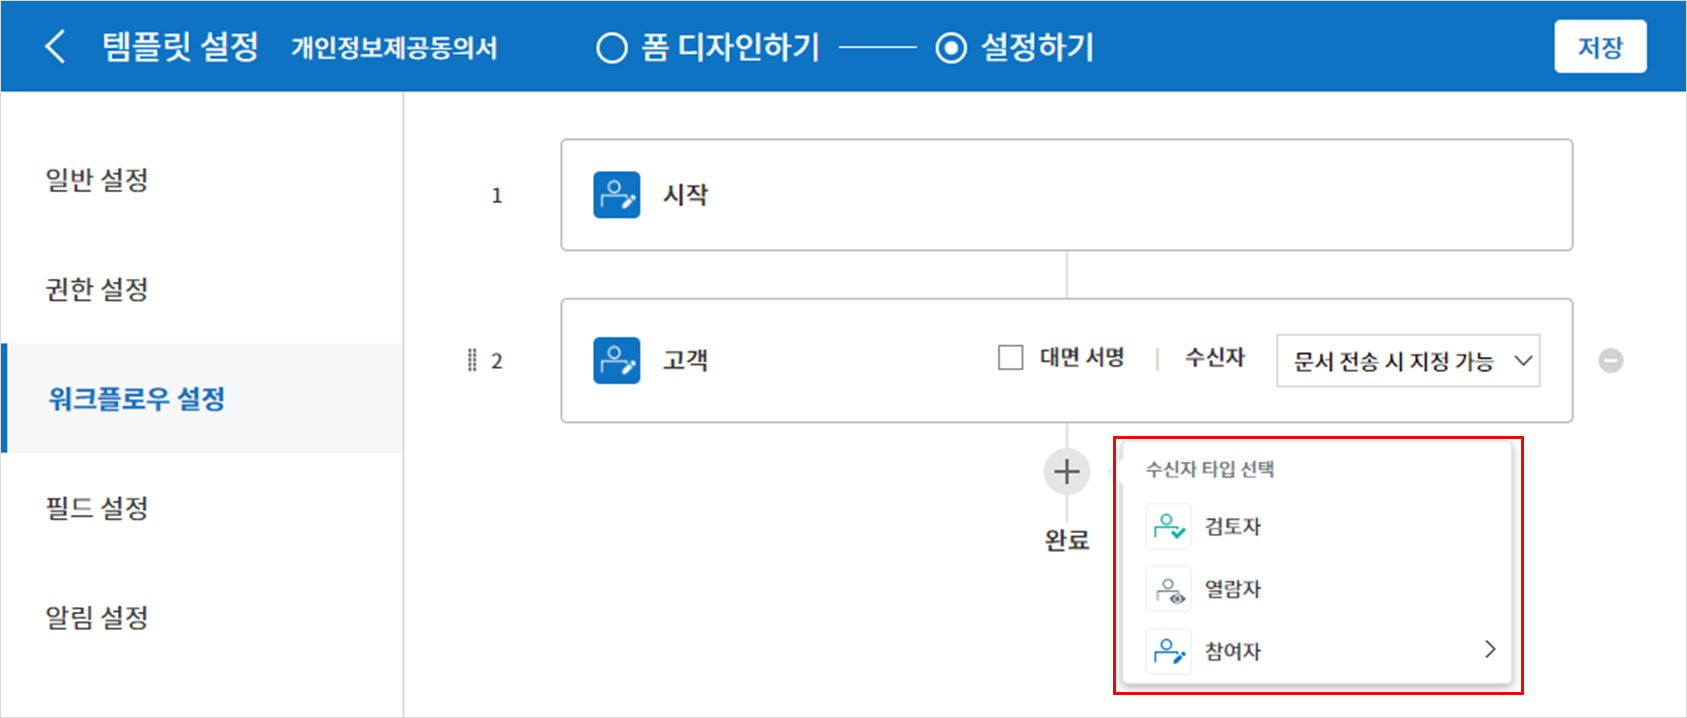 템플릿 설정 개인정보제공동의서 폼 디자인하기 설정하기 저장
일반 설정
권한 설정
워크플로우 설정
필드 설정
알림 설정
1 시작
2 고객 대면 서명 | 수신자 문서 전송 시 지정 가능
완료
수신자 타입 선택
검토자
열람자
참여자